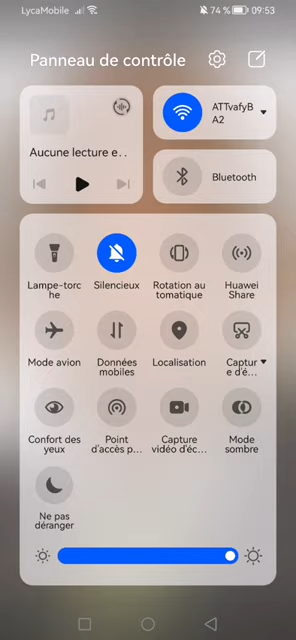 LycaMobile 74 % 09:53
Panneau de contrôle
ATTvafyB
A2
Aucune lecture e..
Bluetooth
Lampe-torc
he
Silencieux
Rotation au
tomatique
Huawei
Share
Mode avion
Données
mobiles
Localisation
Captur
e d'é...
Confort des
yeux
Point
d'accès p...
Capture
vidéo d'éc...
Mode
sombre
Ne pas
déranger